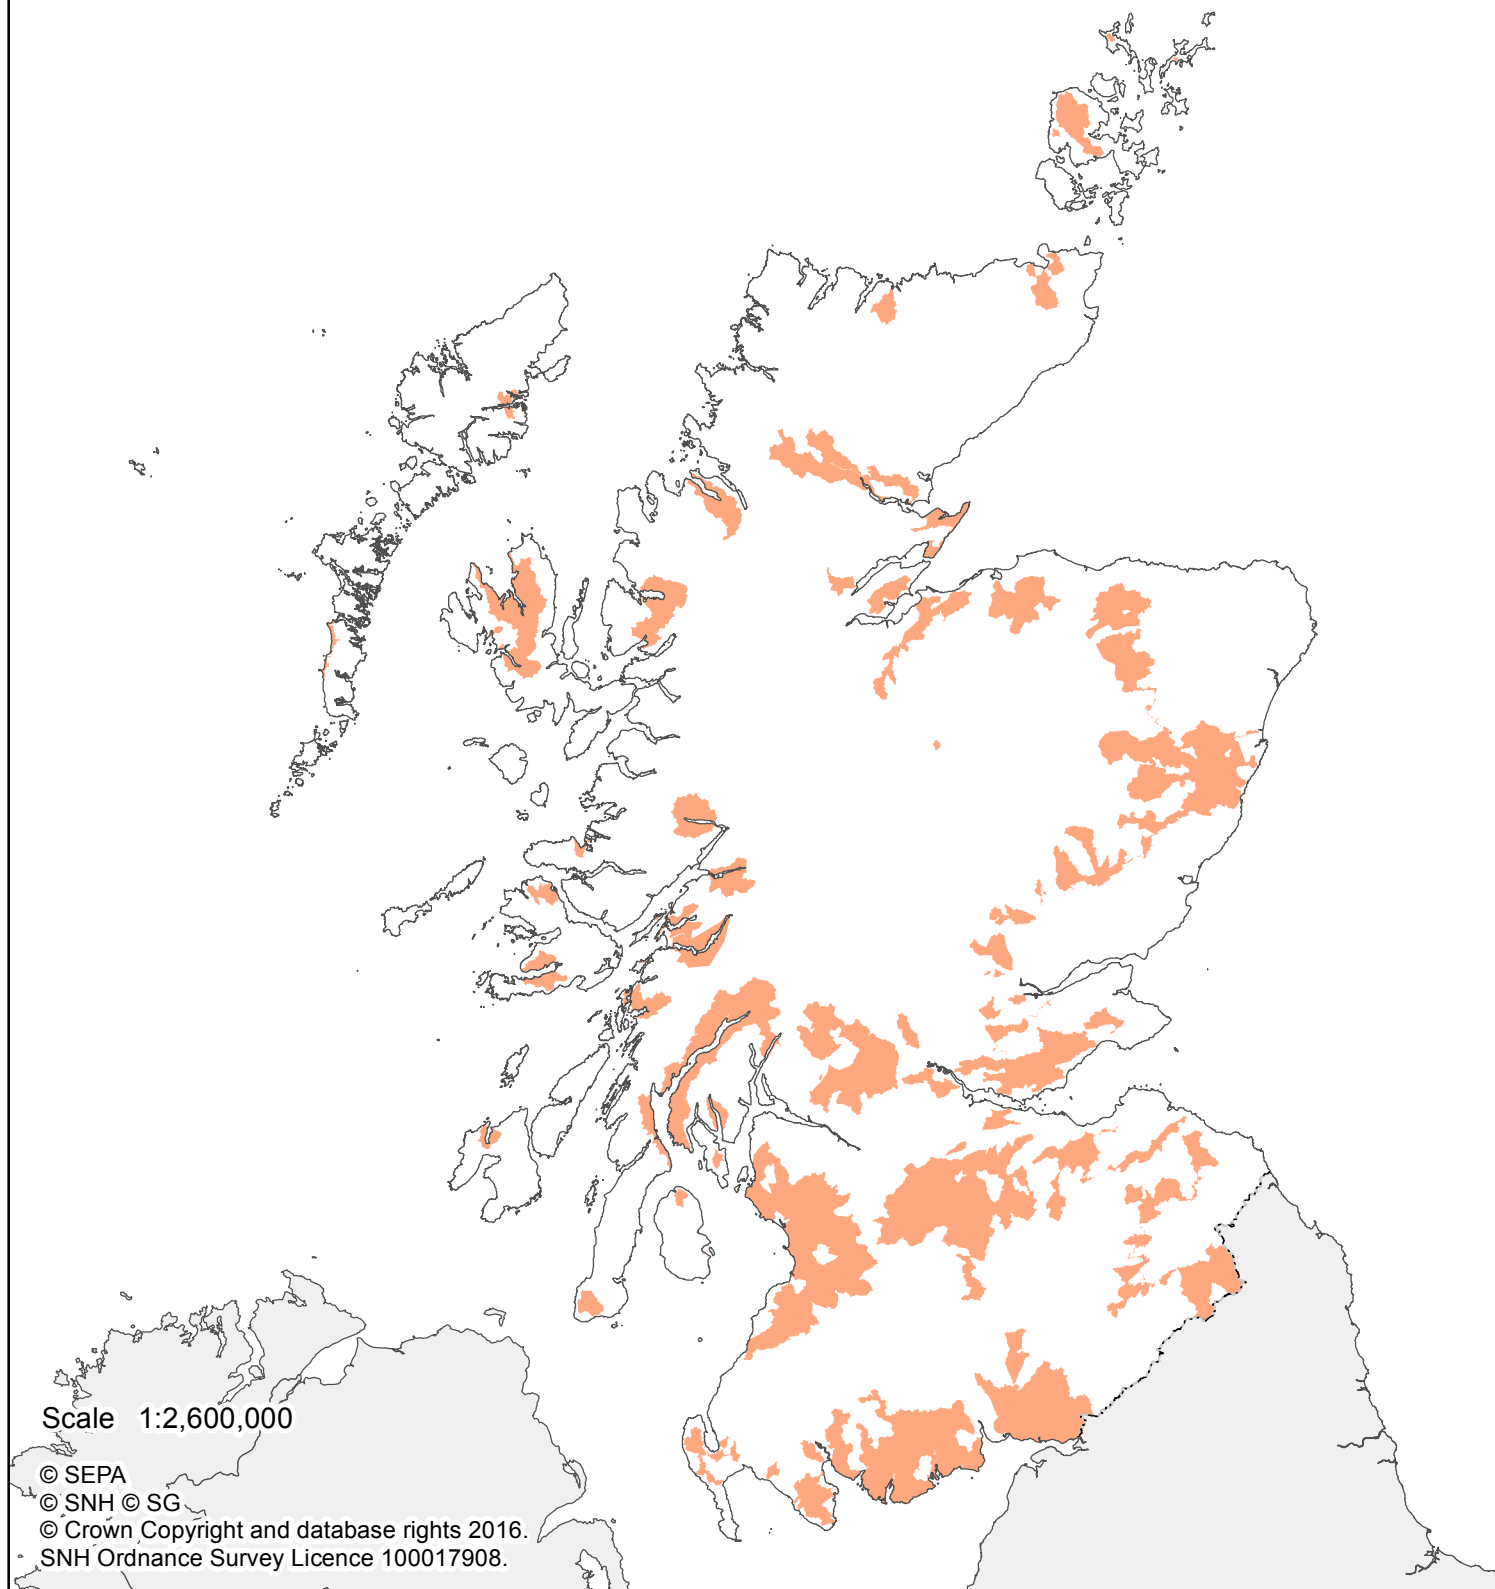 Scale 1:2,600,000
© SEPA
© SNH © SG
© Crown Copyright and database rights 2016.
SNH Ordnance Survey Licence 100017908.